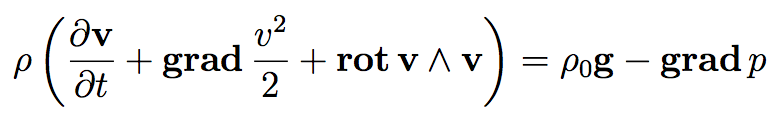 ρ ( ∂v/∂t + grad v²/2 + rot v ∧ v ) = ρ₀g − grad p